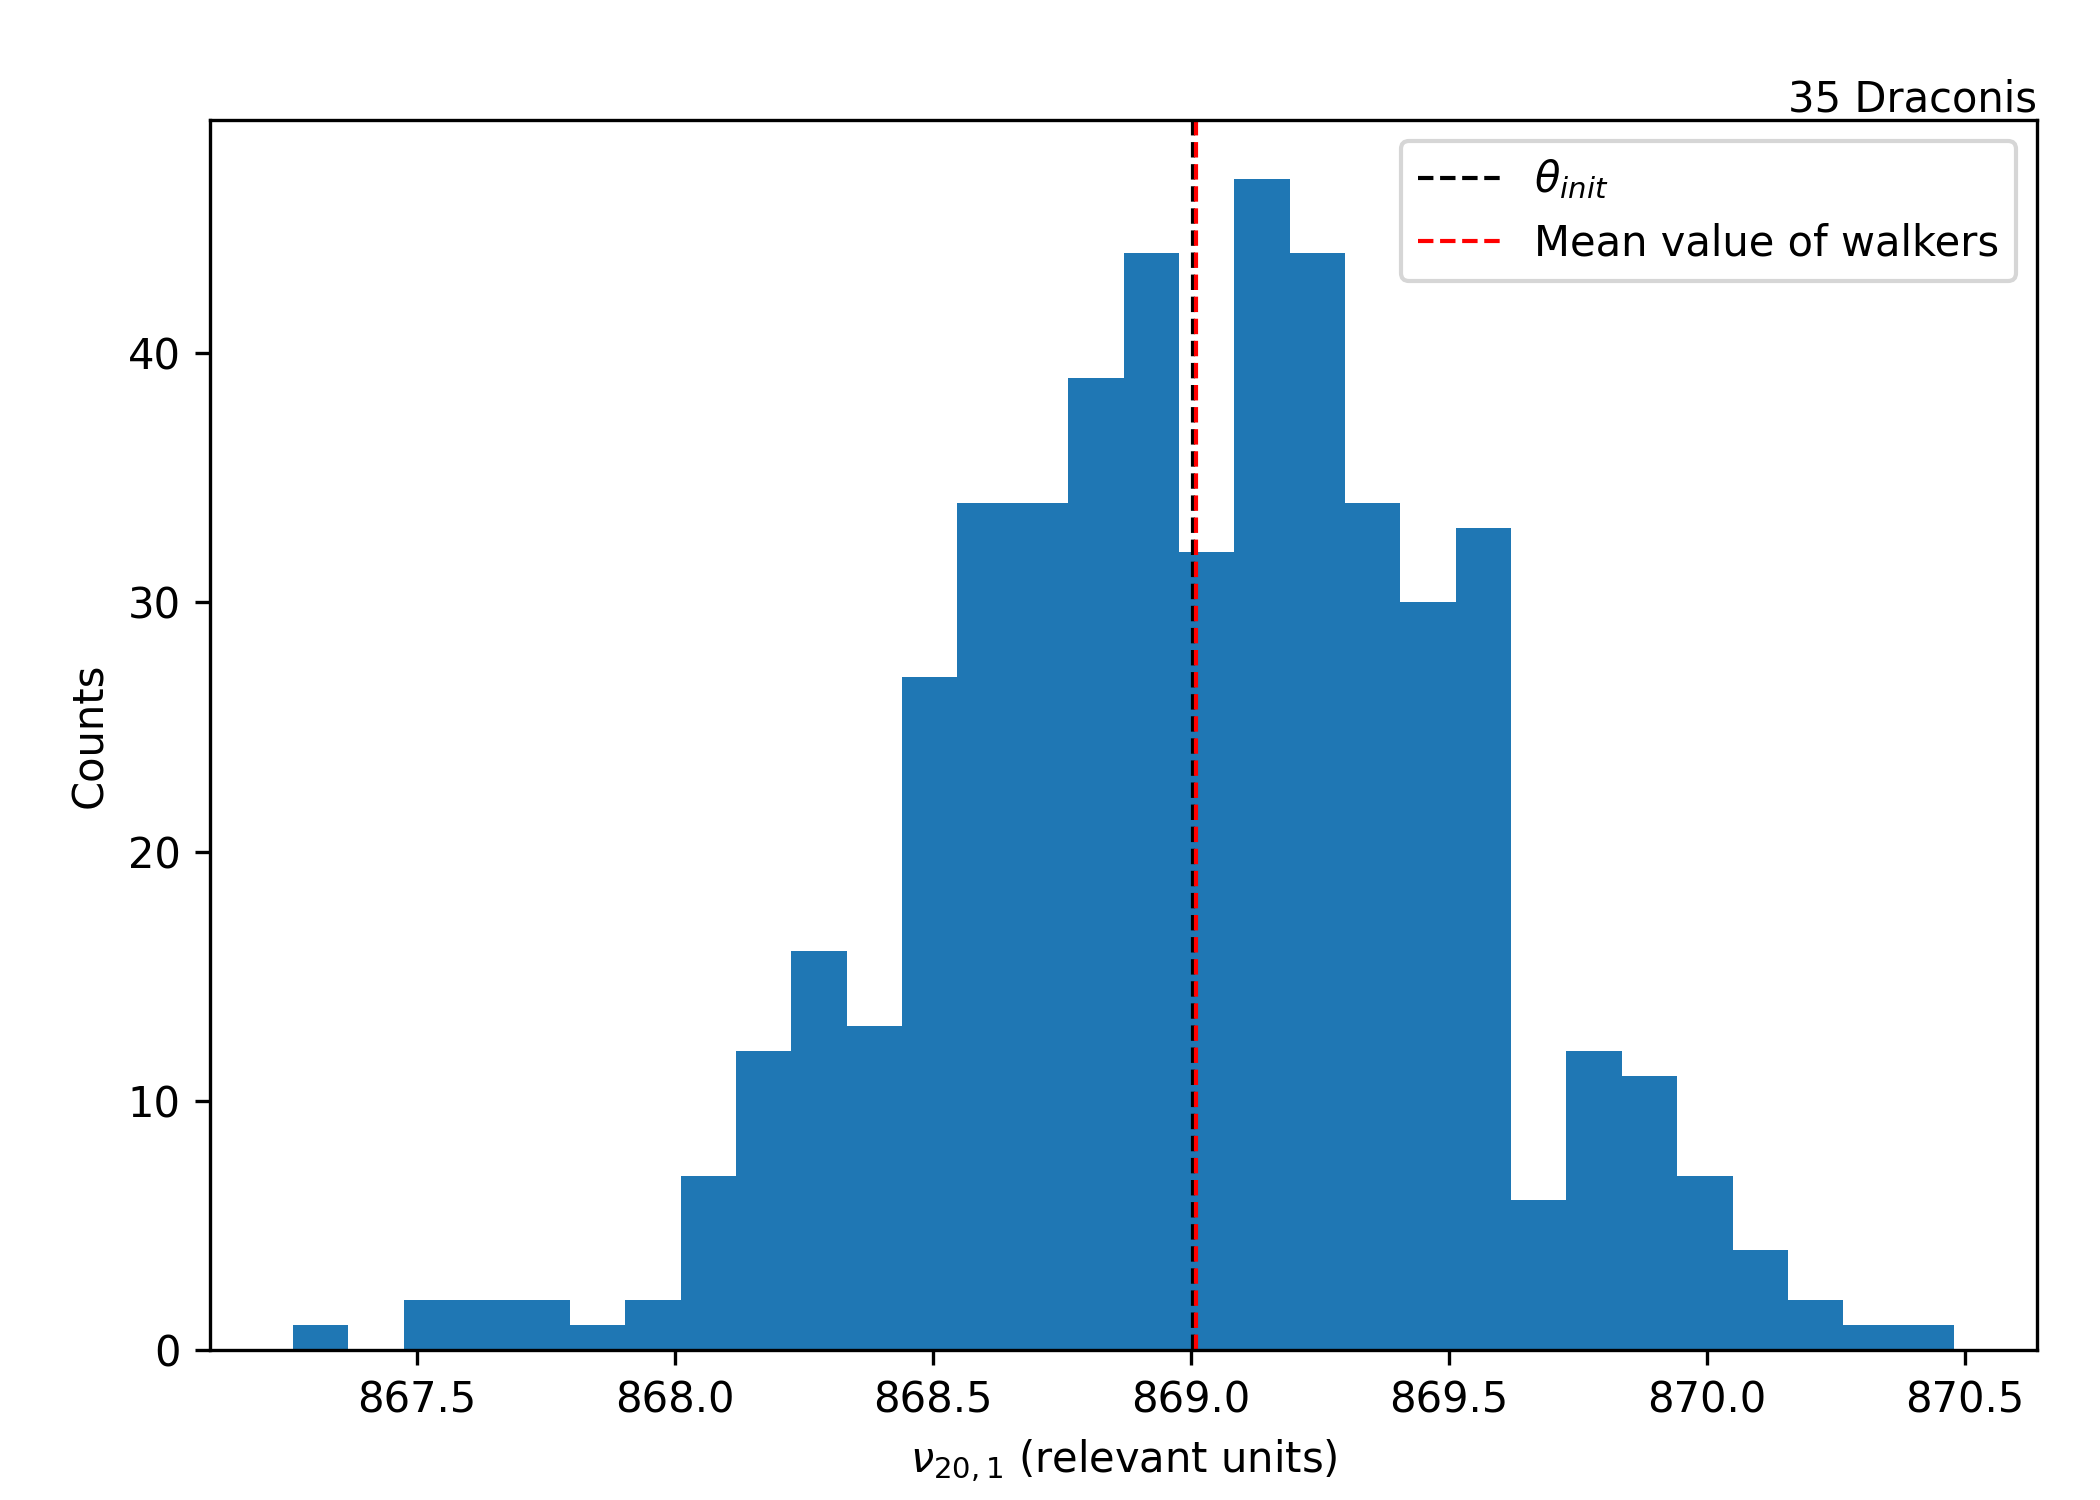 35 Draconis
θ_init
Mean value of walkers
Counts
40
30
20
10
0
867.5 868.0 868.5 869.0 869.5 870.0 870.5
ν_20, 1 (relevant units)